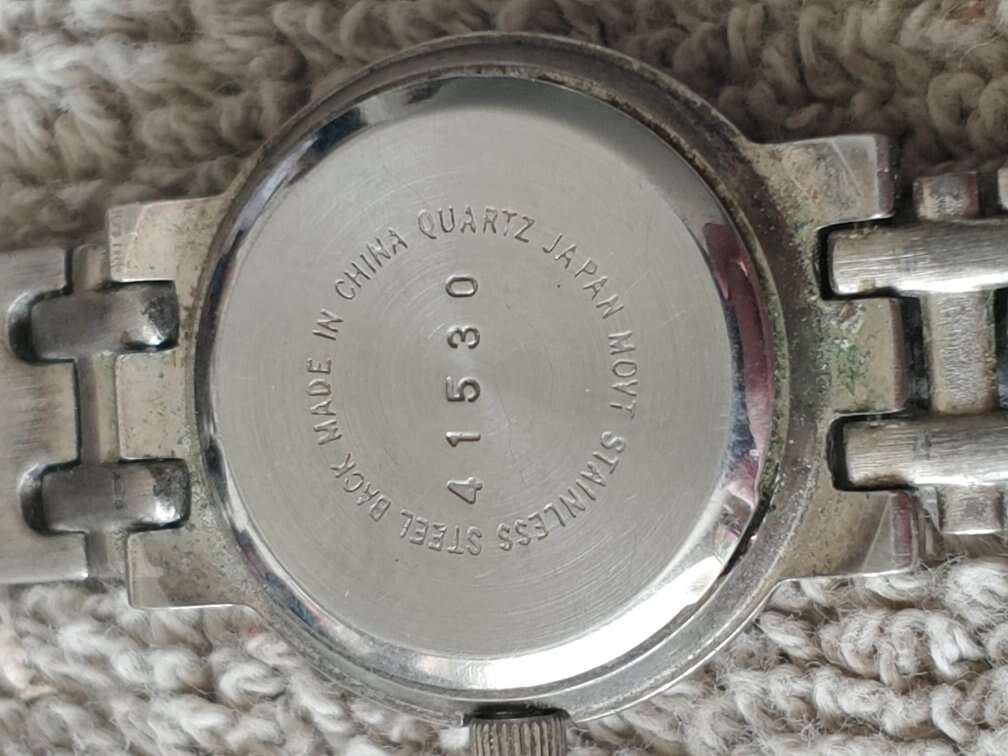 QUARTZ JAPAN MOVT STAINLESS STEEL BACK MADE IN CHINA
41530